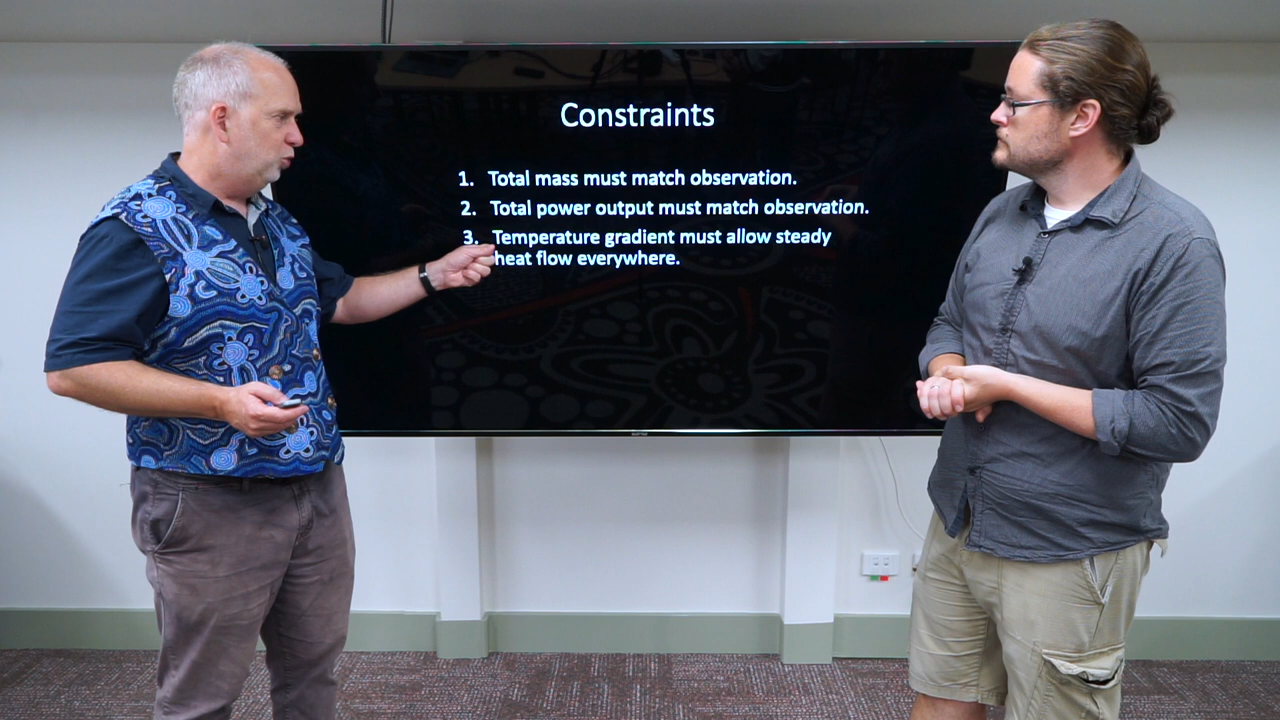 Constraints
1. Total mass must match observation.
2. Total power output must match observation.
3. Temperature gradient must allow steady
heat flow everywhere.